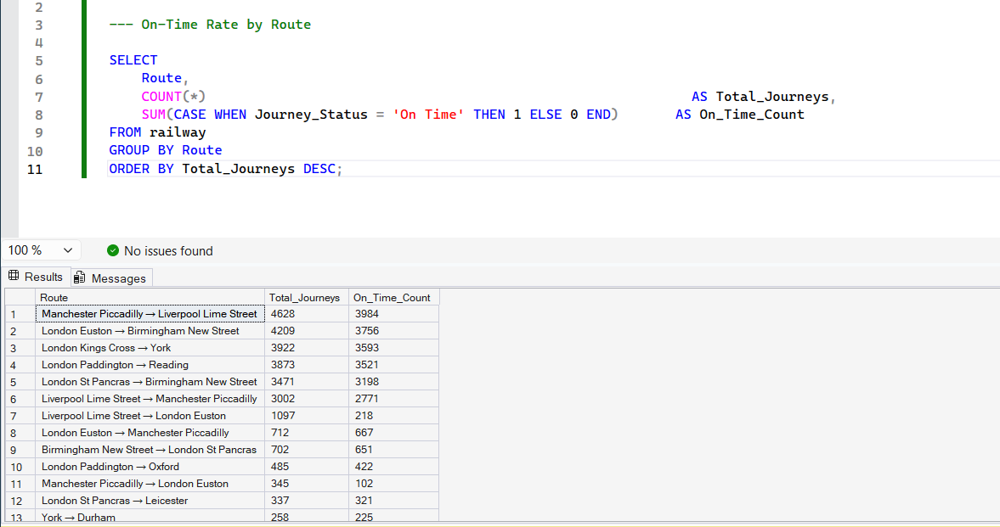 2
3 --- On-Time Rate by Route
4
5 SELECT
6 Route,
7 COUNT(*) AS Total_Journeys,
8 SUM(CASE WHEN Journey_Status = 'On Time' THEN 1 ELSE 0 END) AS On_Time_Count
9 FROM railway
10 GROUP BY Route
11 ORDER BY Total_Journeys DESC;
100 % No issues found
Results Messages
Route Total_Journeys On_Time_Count
1 Manchester Piccadilly → Liverpool Lime Street 4628 3984
2 London Euston → Birmingham New Street 4209 3756
3 London Kings Cross → York 3922 3593
4 London Paddington → Reading 3873 3521
5 London St Pancras → Birmingham New Street 3471 3198
6 Liverpool Lime Street → Manchester Piccadilly 3002 2771
7 Liverpool Lime Street → London Euston 1097 218
8 London Euston → Manchester Piccadilly 712 667
9 Birmingham New Street → London St Pancras 702 651
10 London Paddington → Oxford 485 422
11 Manchester Piccadilly → London Euston 345 102
12 London St Pancras → Leicester 337 321
13 York → Durham 258 225